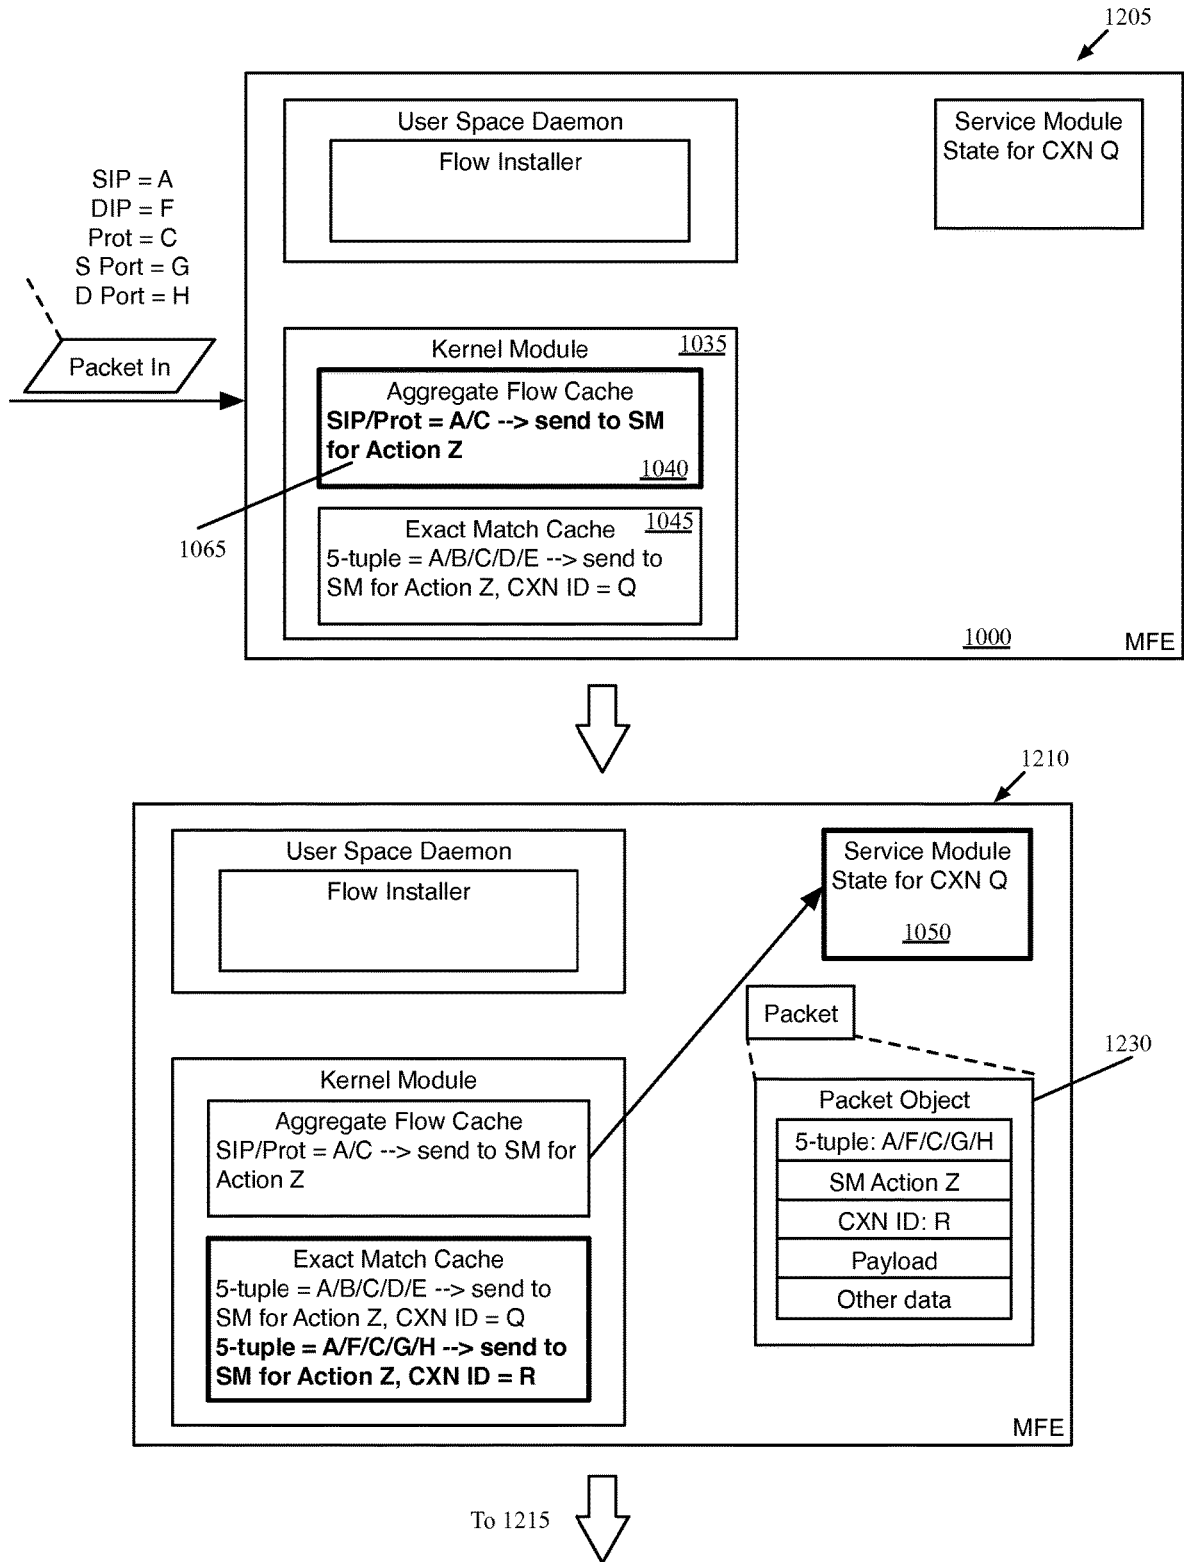 1205
User Space Daemon
Flow Installer
Service Module
State for CXN Q
SIP = A
DIP = F
Prot = C
S Port = G
D Port = H
Packet In
Kernel Module
1035
Aggregate Flow Cache
SIP/Prot = A/C --> send to SM
for Action Z
1040
1065
1045
Exact Match Cache
5-tuple = A/B/C/D/E --> send to
SM for Action Z, CXN ID = Q
1000
MFE
1210
User Space Daemon
Flow Installer
Service Module
State for CXN Q
1050
Packet
1230
Kernel Module
Aggregate Flow Cache
SIP/Prot = A/C --> send to SM for
Action Z
Packet Object
5-tuple: A/F/C/G/H
SM Action Z
CXN ID: R
Payload
Other data
Exact Match Cache
5-tuple = A/B/C/D/E --> send to
SM for Action Z, CXN ID = Q
5-tuple = A/F/C/G/H --> send to
SM for Action Z, CXN ID = R
MFE
To 1215